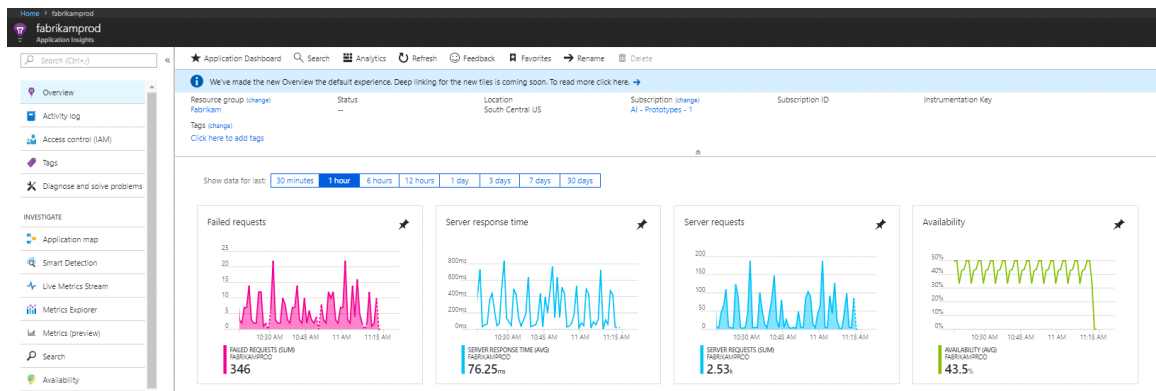 Home > fabrikamprod
fabrikamprod
Application Insights
Search (Ctrl+/)
«
Overview
Activity log
Access control (IAM)
Tags
Diagnose and solve problems
INVESTIGATE
Application map
Smart Detection
Live Metrics Stream
Metrics Explorer
Metrics (preview)
Search
Availability
Application Dashboard Search Analytics Refresh Feedback Favorites Rename Delete
We've made the new Overview the default experience. Deep linking for the new tiles is coming soon. To read more click here. →
Resource group (change) Status Location Subscription (change) Subscription ID Instrumentation Key
Fabrikam -- South Central US AI - Prototypes - 1
Tags (change)
Click here to add tags
Show data for last: 30 minutes 1 hour 6 hours 12 hours 1 day 3 days 7 days 30 days
Failed requests
25
20
15
10
5
0
10:30 AM 10:45 AM 11 AM 11:15 AM
FAILED REQUESTS (SUM)
FABRIKAMPROD
346
Server response time
800ms
600ms
400ms
200ms
0ms
10:30 AM 10:45 AM 11 AM 11:15 AM
SERVER RESPONSE TIME (AVG)
FABRIKAMPROD
76.25ms
Server requests
200
150
100
50
0
10:30 AM 10:45 AM 11 AM 11:15 AM
SERVER REQUESTS (SUM)
FABRIKAMPROD
2.53k
Availability
50%
40%
30%
20%
10%
0%
10:30 AM 10:45 AM 11 AM 11:15 AM
AVAILABILITY (AVG)
FABRIKAMPROD
43.5%